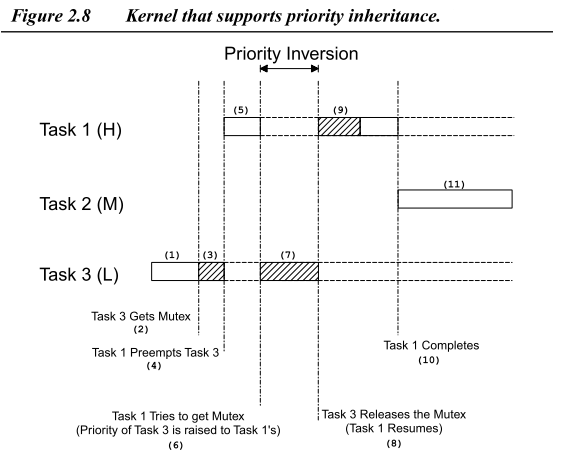 Figure 2.8 Kernel that supports priority inheritance.
Priority Inversion
(5)
(9)
Task 1 (H)
(11)
Task 2 (M)
(1)
(3)
(7)
Task 3 (L)
Task 3 Gets Mutex
(2)
Task 1 Preempts Task 3
(4)
Task 1 Completes
(10)
Task 1 Tries to get Mutex
(Priority of Task 3 is raised to Task 1's)
(6)
Task 3 Releases the Mutex
(Task 1 Resumes)
(8)